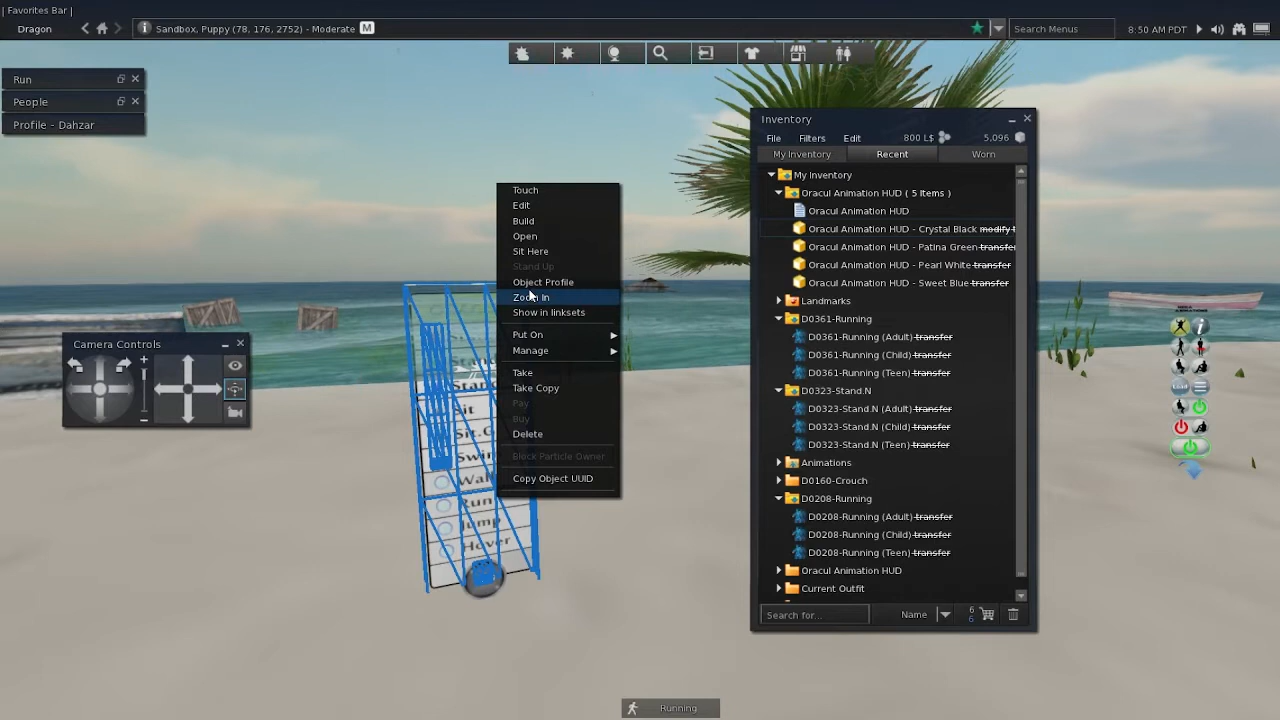 | Favorites Bar |
Dragon
Sandbox, Puppy (78, 176, 2752) - Moderate M
Search Menus
8:50 AM PDT
Run
People
Profile - Dahzar
Camera Controls
Touch
Edit
Build
Open
Sit Here
Stand Up
Object Profile
Zoom In
Show in linksets
Put On
Manage
Take
Take Copy
Pay
Buy
Delete
Block Particle Owner
Copy Object UUID
Sit
Run
Jump
Hover
Inventory
File Filters Edit 800 L$ 5,096
My Inventory Recent Worn
My Inventory
Oracul Animation HUD ( 5 Items )
Oracul Animation HUD
Oracul Animation HUD - Crystal Black modify t
Oracul Animation HUD - Patina Green transfer
Oracul Animation HUD - Pearl White transfer
Oracul Animation HUD - Sweet Blue transfer
Landmarks
D0361-Running
D0361-Running (Adult) transfer
D0361-Running (Child) transfer
D0361-Running (Teen) transfer
D0323-Stand.N
D0323-Stand.N (Adult) transfer
D0323-Stand.N (Child) transfer
D0323-Stand.N (Teen) transfer
Animations
D0160-Crouch
D0208-Running
D0208-Running (Adult) transfer
D0208-Running (Child) transfer
D0208-Running (Teen) transfer
Oracul Animation HUD
Current Outfit
Search for...
Name
6
6
Load
Running